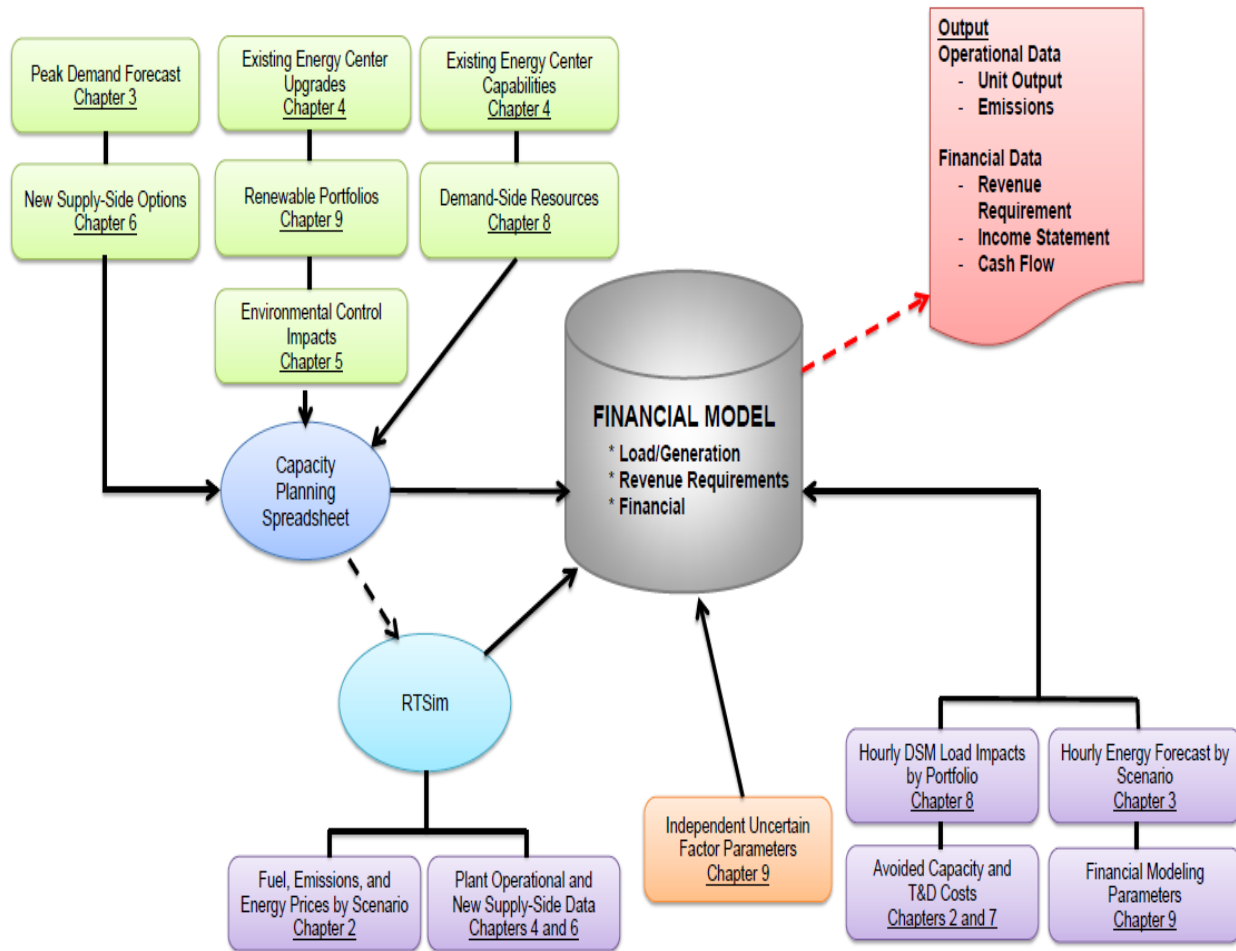 Peak Demand Forecast
Chapter 3
Existing Energy Center
Upgrades
Chapter 4
Existing Energy Center
Capabilities
Chapter 4
Output
Operational Data
- Unit Output
- Emissions
Financial Data
- Revenue
Requirement
- Income Statement
- Cash Flow
New Supply-Side Options
Chapter 6
Renewable Portfolios
Chapter 9
Demand-Side Resources
Chapter 8
Environmental Control
Impacts
Chapter 5
Capacity
Planning
Spreadsheet
FINANCIAL MODEL
* Load/Generation
* Revenue Requirements
* Financial
RTSim
Fuel, Emissions, and
Energy Prices by Scenario
Chapter 2
Plant Operational and
New Supply-Side Data
Chapters 4 and 6
Independent Uncertain
Factor Parameters
Chapter 9
Hourly DSM Load Impacts
by Portfolio
Chapter 8
Hourly Energy Forecast by
Scenario
Chapter 3
Avoided Capacity and
T&D Costs
Chapters 2 and 7
Financial Modeling
Parameters
Chapter 9